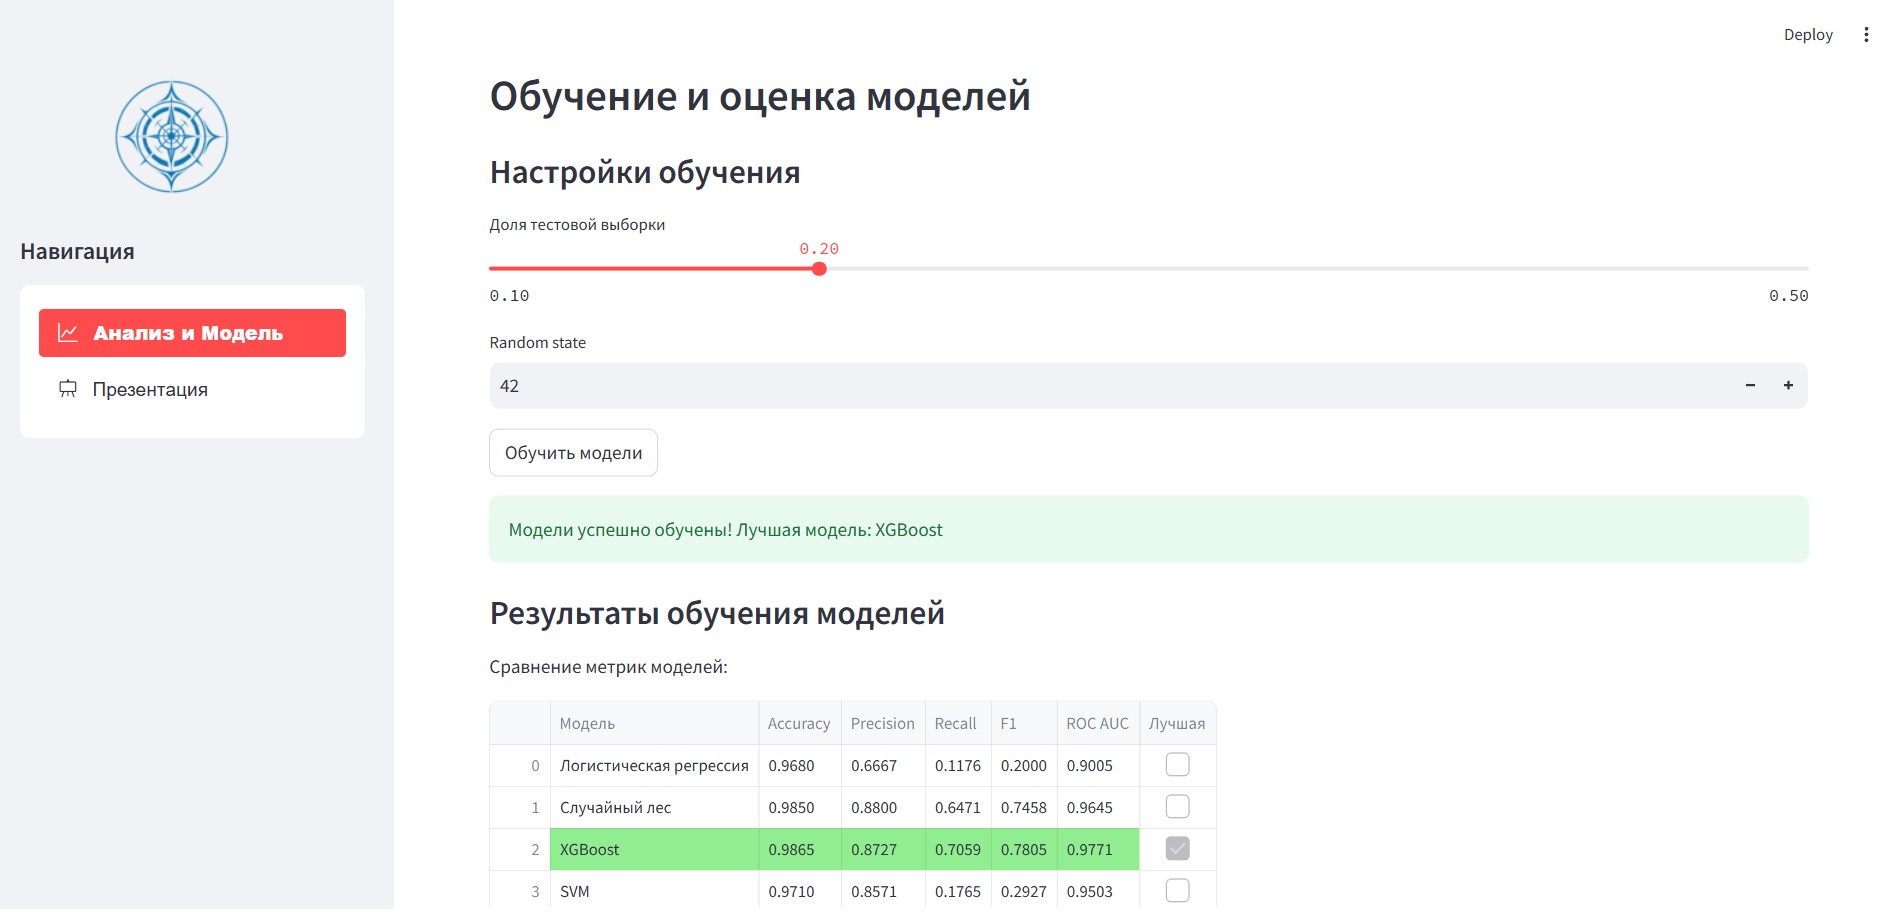 Deploy
Навигация
Анализ и Модель
Презентация
Обучение и оценка моделей
Настройки обучения
Доля тестовой выборки
0.20
0.10 0.50
Random state
42 − +
Обучить модели
Модели успешно обучены! Лучшая модель: XGBoost
Результаты обучения моделей
Сравнение метрик моделей:
Модель Accuracy Precision Recall F1 ROC AUC Лучшая
0 Логистическая регрессия 0.9680 0.6667 0.1176 0.2000 0.9005
1 Случайный лес 0.9850 0.8800 0.6471 0.7458 0.9645
2 XGBoost 0.9865 0.8727 0.7059 0.7805 0.9771
3 SVM 0.9710 0.8571 0.1765 0.2927 0.9503